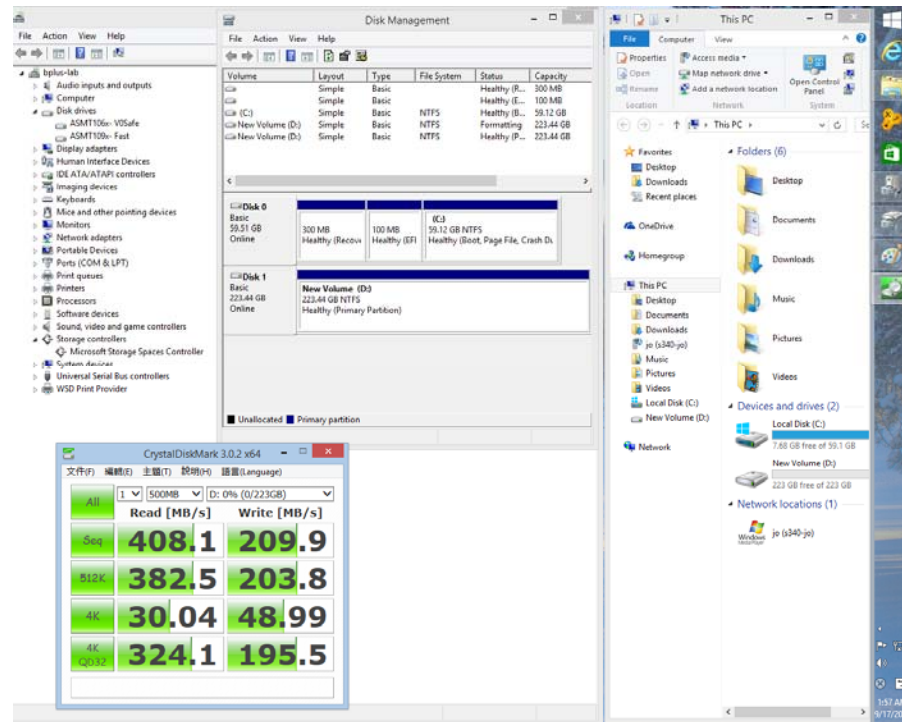 File Action View Help
bplus-lab
Audio inputs and outputs
Computer
Disk drives
ASMT106x- V0Safe
ASMT109x- Fast
Display adapters
Human Interface Devices
IDE ATA/ATAPI controllers
Imaging devices
Keyboards
Mice and other pointing devices
Monitors
Network adapters
Portable Devices
Ports (COM & LPT)
Print queues
Printers
Processors
Software devices
Sound, video and game controllers
Storage controllers
Microsoft Storage Spaces Controller
System devices
Universal Serial Bus controllers
WSD Print Provider
Disk Management
File Action View Help
Volume Layout Type File System Status Capacity
Simple Basic Healthy (R... 300 MB
Simple Basic Healthy (E... 100 MB
(C:) Simple Basic NTFS Healthy (B... 59.12 GB
New Volume (D:) Simple Basic NTFS Formatting 223.44 GB
New Volume (D:) Simple Basic NTFS Healthy (P... 223.44 GB
Disk 0
Basic
59.51 GB
Online
300 MB
Healthy (Recov
100 MB
Healthy (EFI
(C:)
59.12 GB NTFS
Healthy (Boot, Page File, Crash Du
Disk 1
Basic
223.44 GB
Online
New Volume (D:)
223.44 GB NTFS
Healthy (Primary Partition)
Unallocated Primary partition
CrystalDiskMark 3.0.2 x64
文件(F) 編輯(E) 主題(T) 說明(H) 語言(Language)
All 1 500MB D: 0% (0/223GB)
Read [MB/s] Write [MB/s]
Seq 408.1 209.9
512K 382.5 203.8
4K 30.04 48.99
4K QD32 324.1 195.5
This PC
File Computer View
Properties
Open
Rename
Location
Access media
Map network drive
Add a network location
Network
Open Control Panel
System
This PC Se
Favorites
Desktop
Downloads
Recent places
OneDrive
Homegroup
This PC
Desktop
Documents
Downloads
jo (s340-jo)
Music
Pictures
Videos
Local Disk (C:)
New Volume (D:)
Network
Folders (6)
Desktop
Documents
Downloads
Music
Pictures
Videos
Devices and drives (2)
Local Disk (C:)
7.68 GB free of 59.1 GB
New Volume (D:)
223 GB free of 223 GB
Network locations (1)
jo (s340-jo)
Windows
1:57 AM
9/17/20